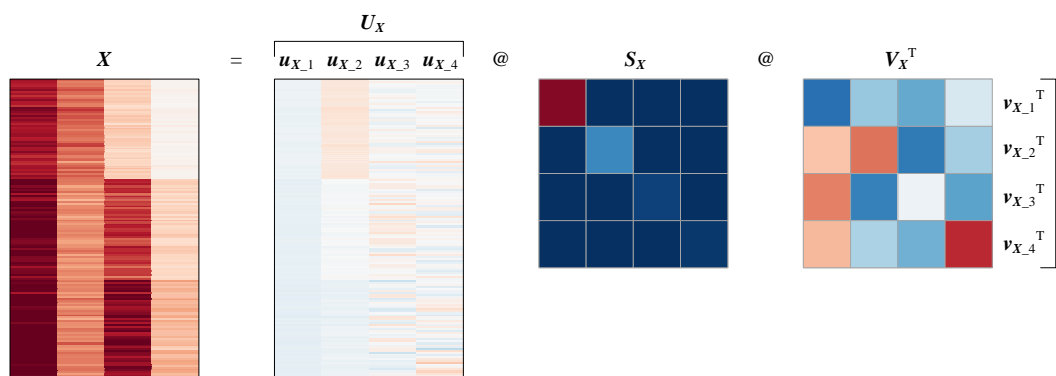 U_X
X = u_X_1 u_X_2 u_X_3 u_X_4 @ S_X @ V_X^T
v_X_1^T
v_X_2^T
v_X_3^T
v_X_4^T